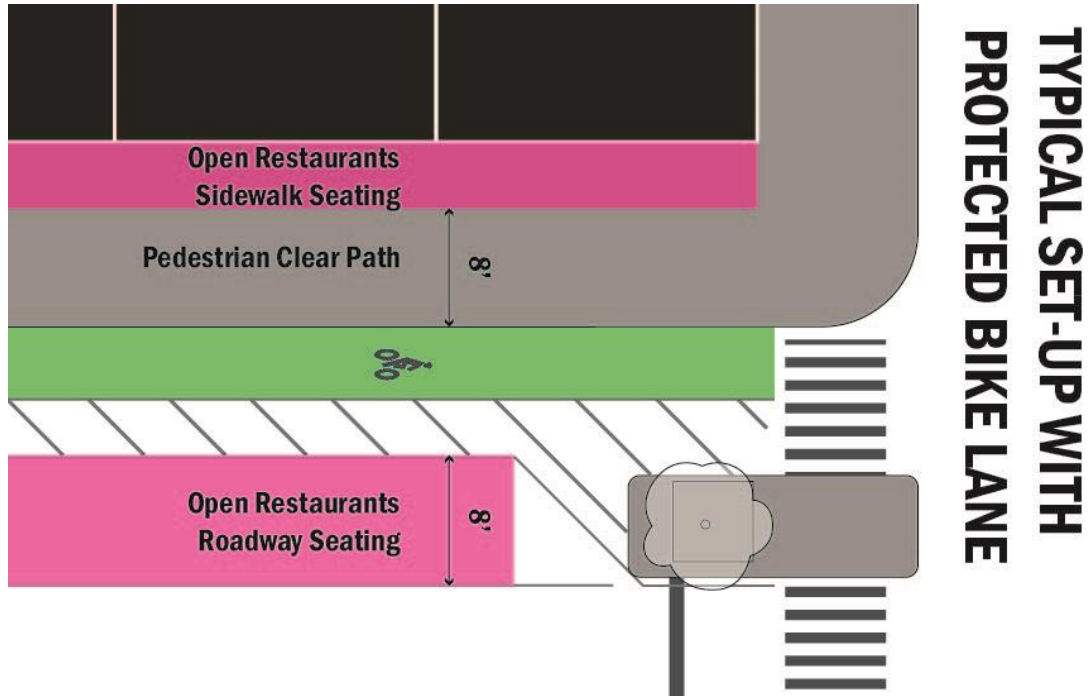 TYPICAL SET-UP WITH
PROTECTED BIKE LANE
Open Restaurants
Sidewalk Seating
Pedestrian Clear Path
8'
Open Restaurants
Roadway Seating
8'